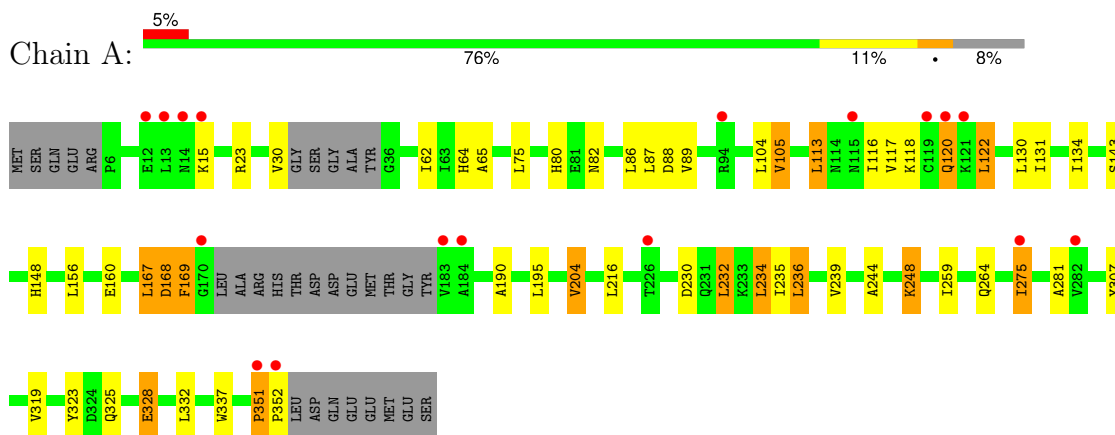 5%
Chain A:
76% 11% • 8%
MET SER GLN GLU ARG P6 E12 L13 N14 K15 R23 V30 GLY SER GLY ALA TYR G36 I62 I63 H64 A65 L75 H80 E81 N82 L86 L87 D88 V89 R94 L104 V105 L113 N114 N115 I116 V117 K118 C119 Q120 K121 L122 L130 I131 I134 S143
H148 L156 E160 L167 D168 F169 G170 LEU ALA ARG HIS THR ASP ASP GLU MET THR GLY TYR V183 A184 A190 L195 V204 L216 T226 D230 Q231 L232 K233 L234 I235 L236 V239 A244 K248 I259 Q264 I275 A281 V282 Y307
V319 Y323 D324 Q325 E328 L332 W337 P351 P352 LEU ASP GLN GLU GLU MET GLU SER